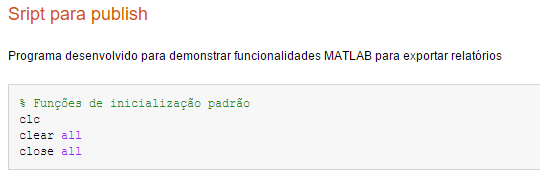 Sript para publish
Programa desenvolvido para demonstrar funcionalidades MATLAB para exportar relatórios
% Funções de inicialização padrão
clc
clear all
close all